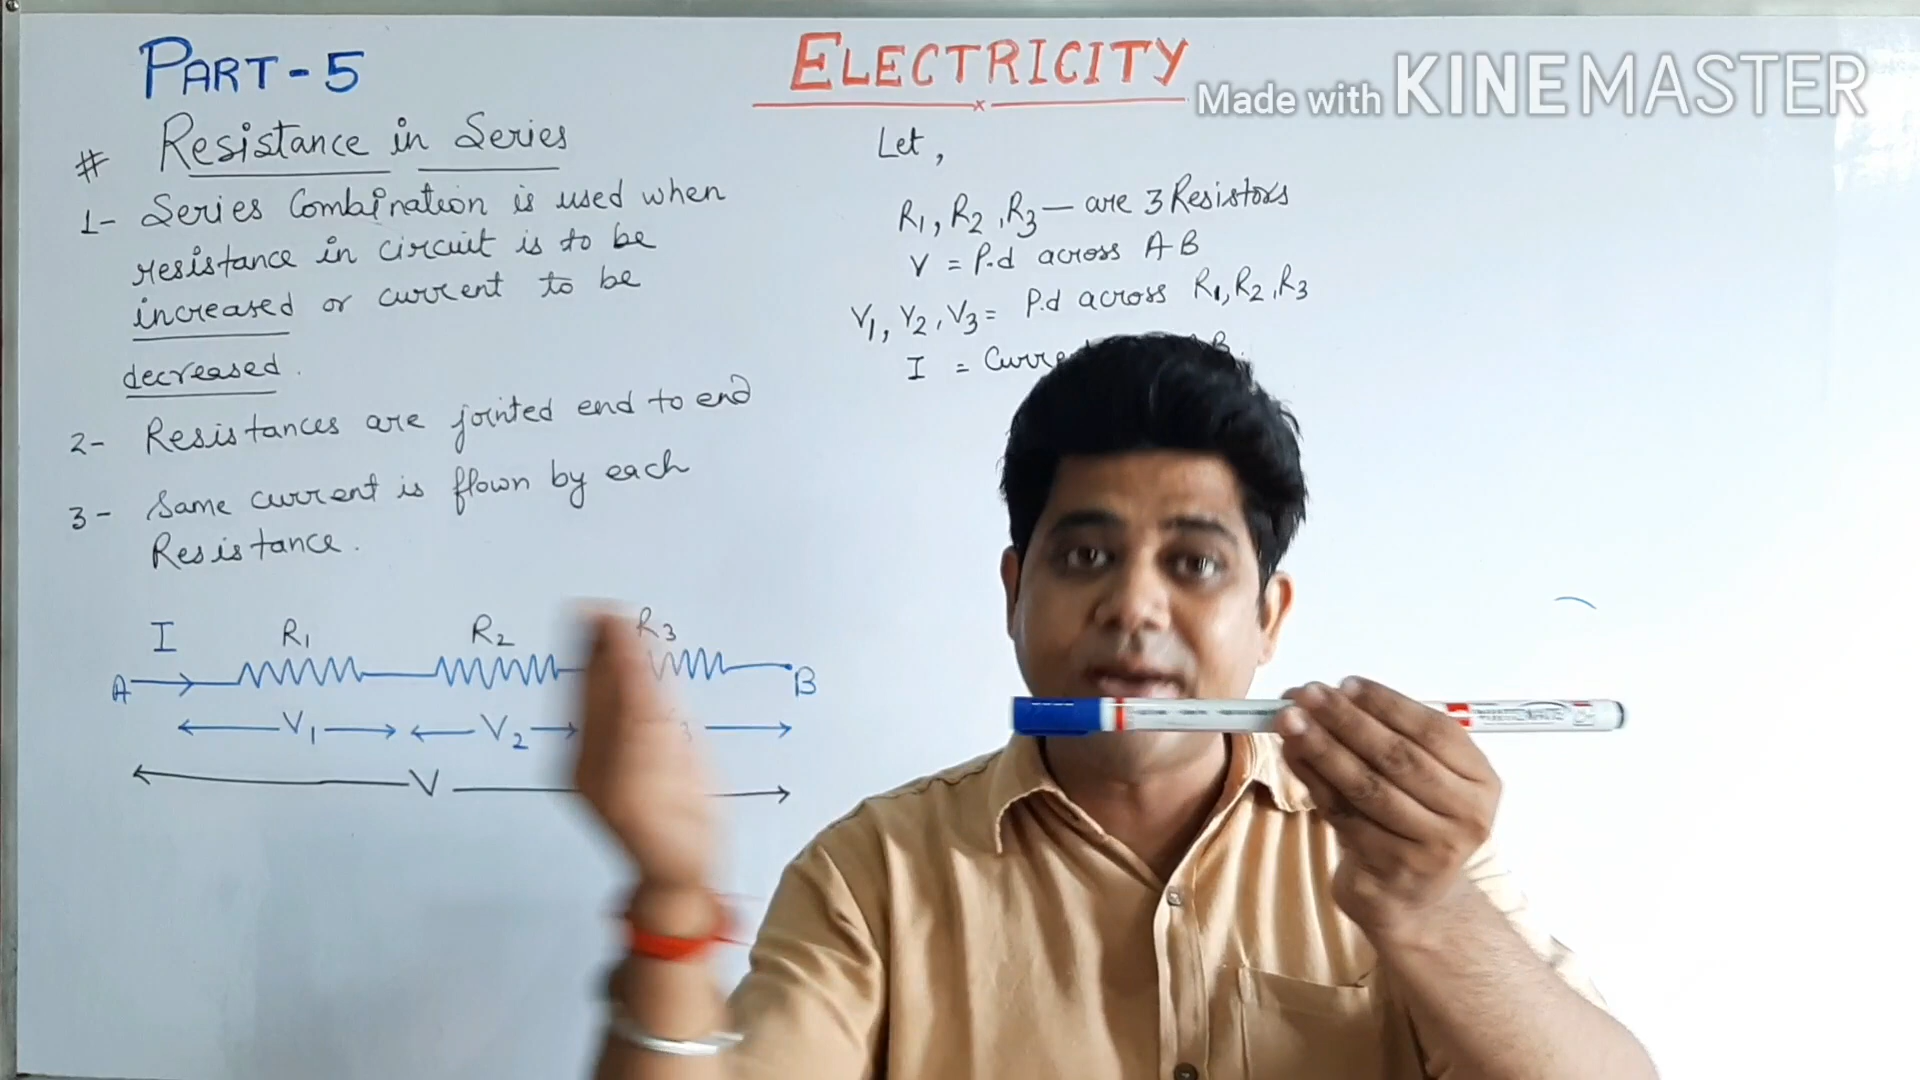 PART-5
ELECTRICITY
Made with KINEMASTER
# Resistance in Series
1- Series Combination is used when
resistance in circuit is to be
increased or current to be
decreased.
2- Resistances are jointed end to end
3- Same current is flown by each
Resistance.
I R1 R2 R3
A B
V1 V2 3
V
Let,
R1, R2, R3 — are 3 Resistors
V = P.d across AB
V1, V2, V3 = P.d across R1, R2, R3
I =